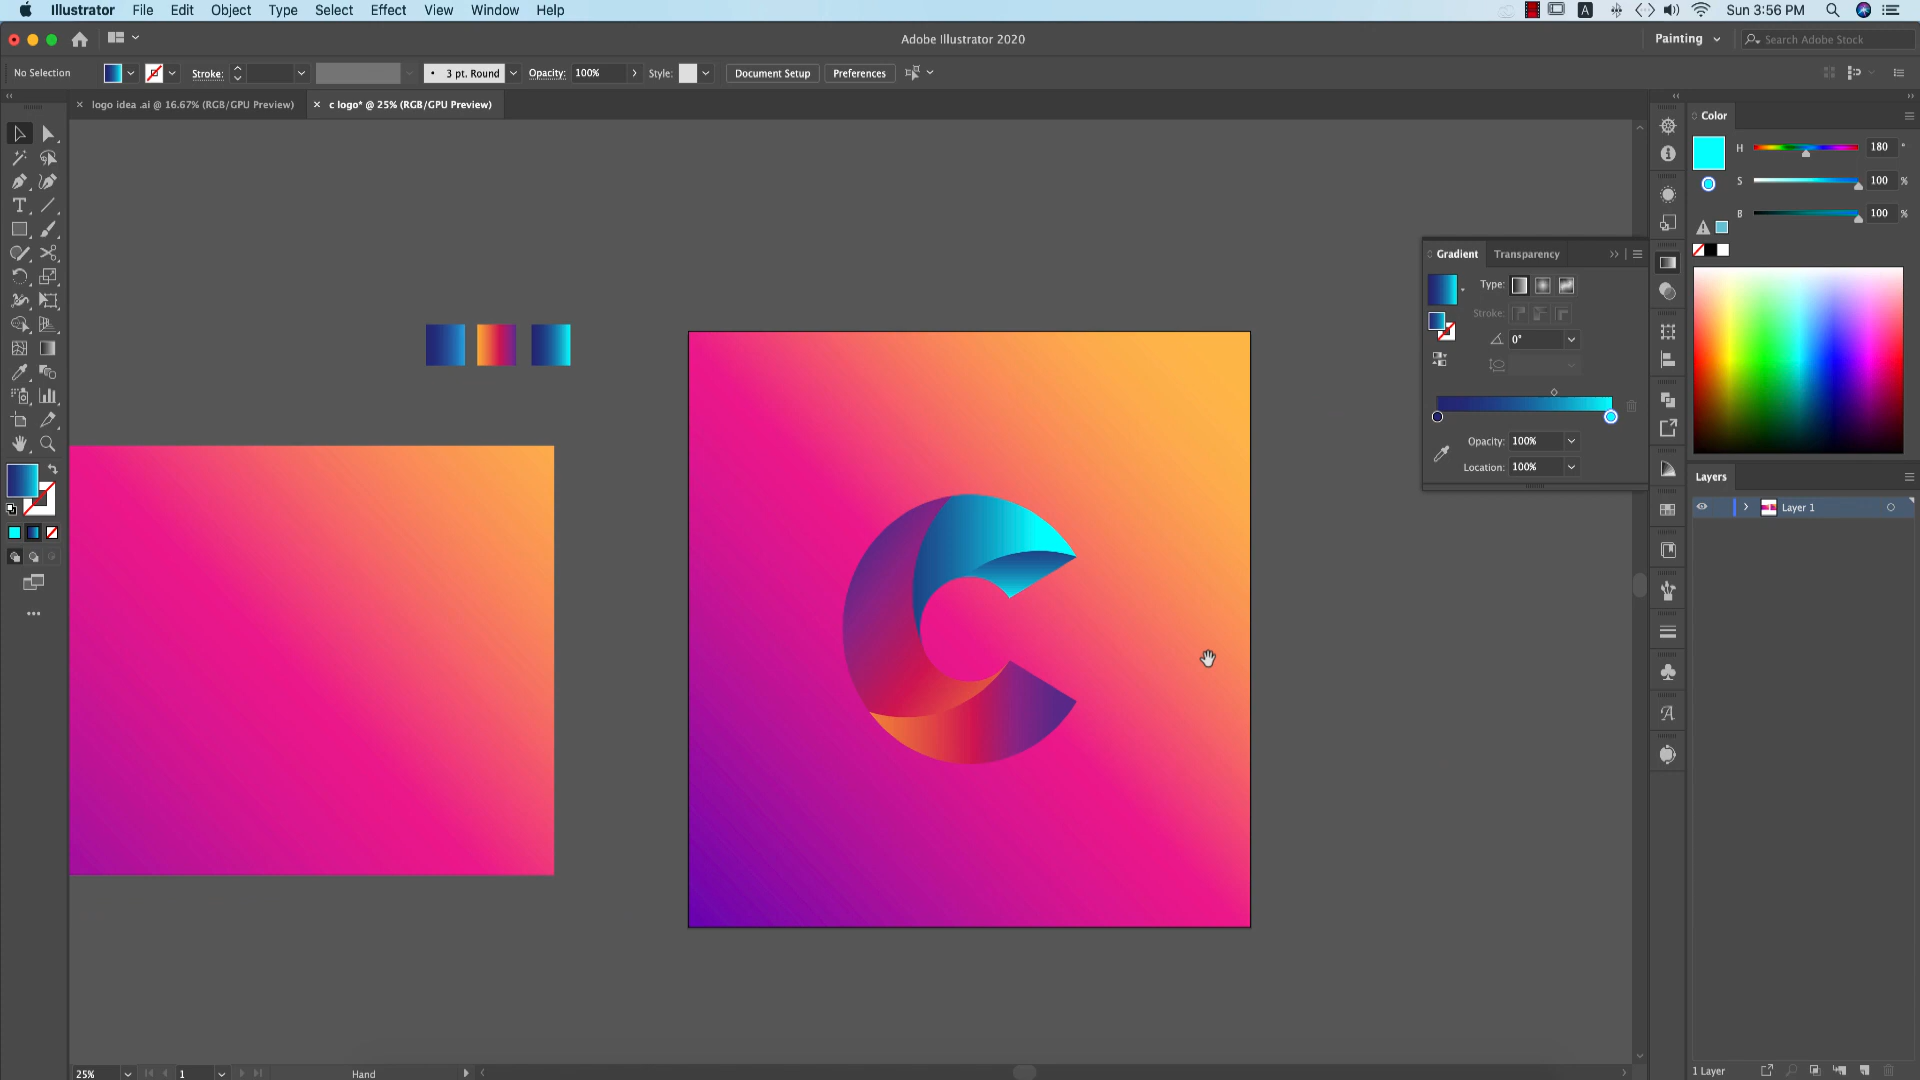 Illustrator File Edit Object Type Select Effect View Window Help
A Sun 3:56 PM
Adobe Illustrator 2020
Painting Search Adobe Stock
No Selection Stroke: 3 pt. Round Opacity: 100% Style: Document Setup Preferences
logo idea .ai @ 16.67% (RGB/GPU Preview) c logo* @ 25% (RGB/GPU Preview)
Color
H 180 °
S 100 %
B 100 %
Gradient Transparency
Type:
Stroke:
0°
Opacity: 100%
Location: 100%
Layers
Layer 1
25% 1 Hand
1 Layer